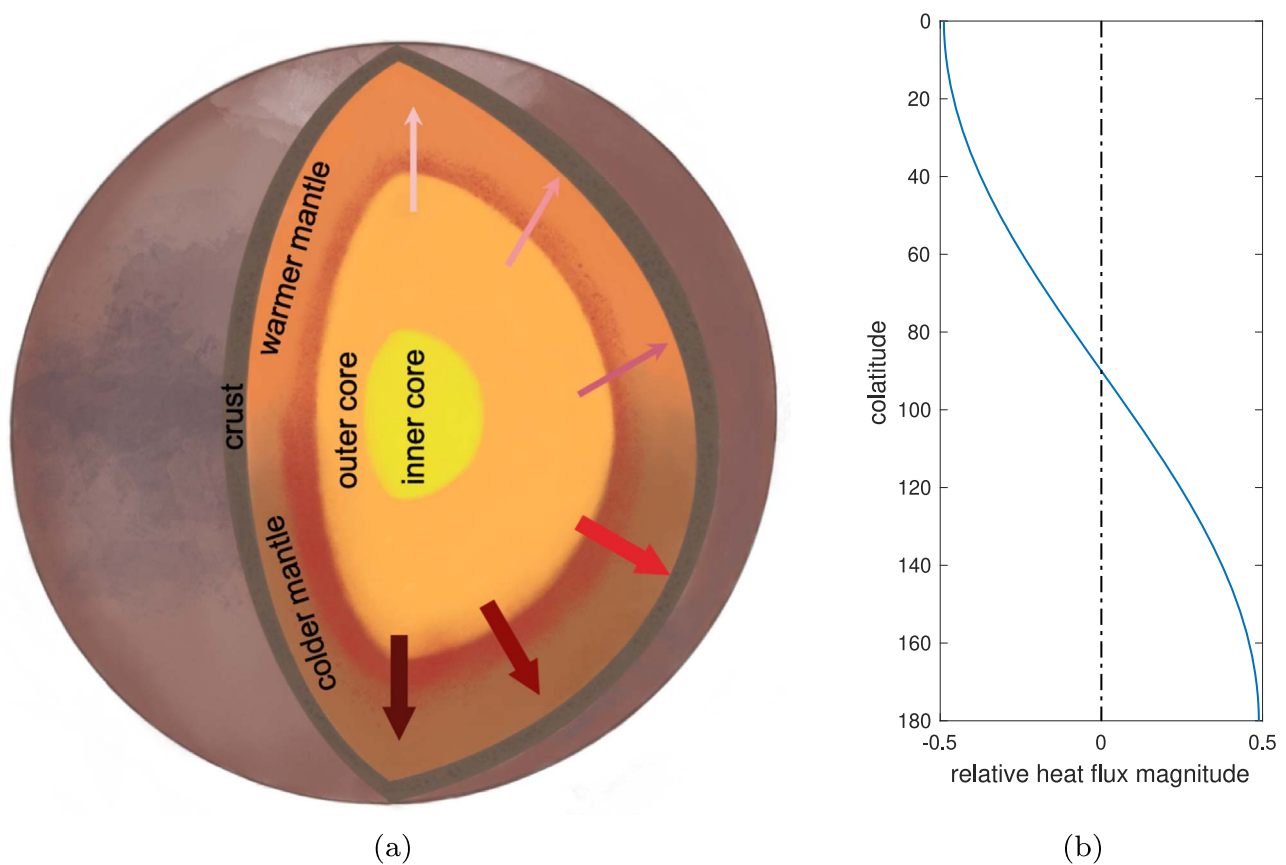 warmer mantle
crust
outer core
inner core
colder mantle
(a)
0
20
40
60
80
100
120
140
160
180
colatitude
-0.5
0
0.5
relative heat flux magnitude
(b)